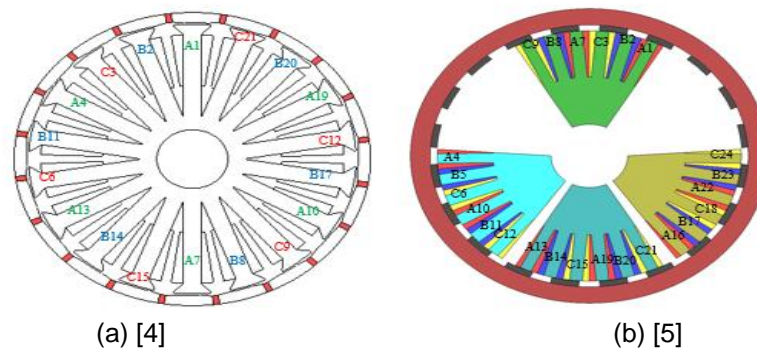 A1
C21
B2
B20
C3
A19
A4
C12
B11
B17
C6
A10
A13
C9
B14
B8
C15
A7
(a) [4]
C9
B8
A7
C3
B2
A1
A4
B5
C6
A10
B11
C12
A13
B14
C15
A19
B20
C21
A16
B17
C18
A22
B23
C24
(b) [5]